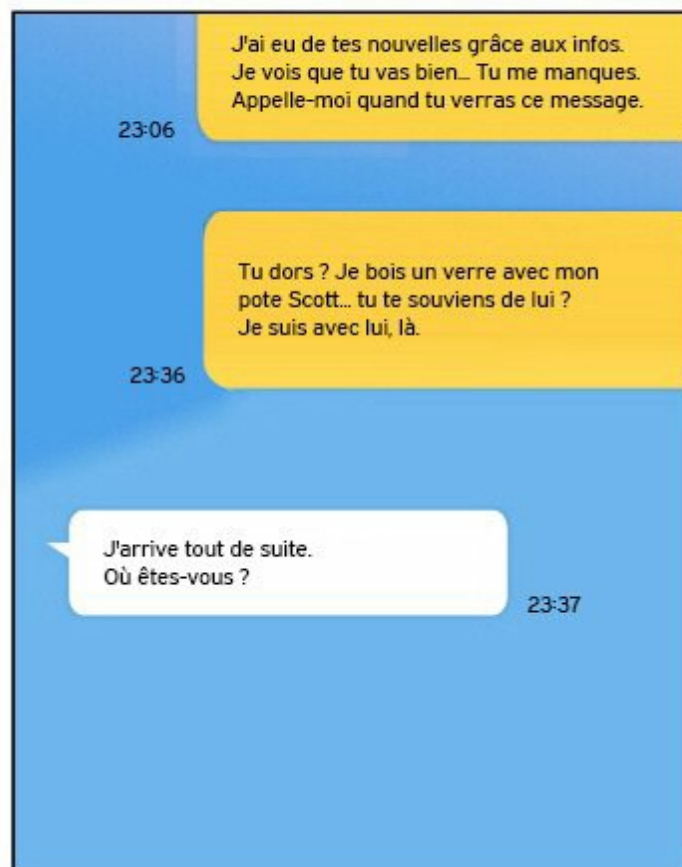 J'ai eu de tes nouvelles grâce aux infos.
Je vois que tu vas bien... Tu me manques.
Appelle-moi quand tu verras ce message.
23:06
Tu dors ? Je bois un verre avec mon
pote Scott... tu te souviens de lui ?
Je suis avec lui, là.
23:36
J'arrive tout de suite.
Où êtes-vous ?
23:37